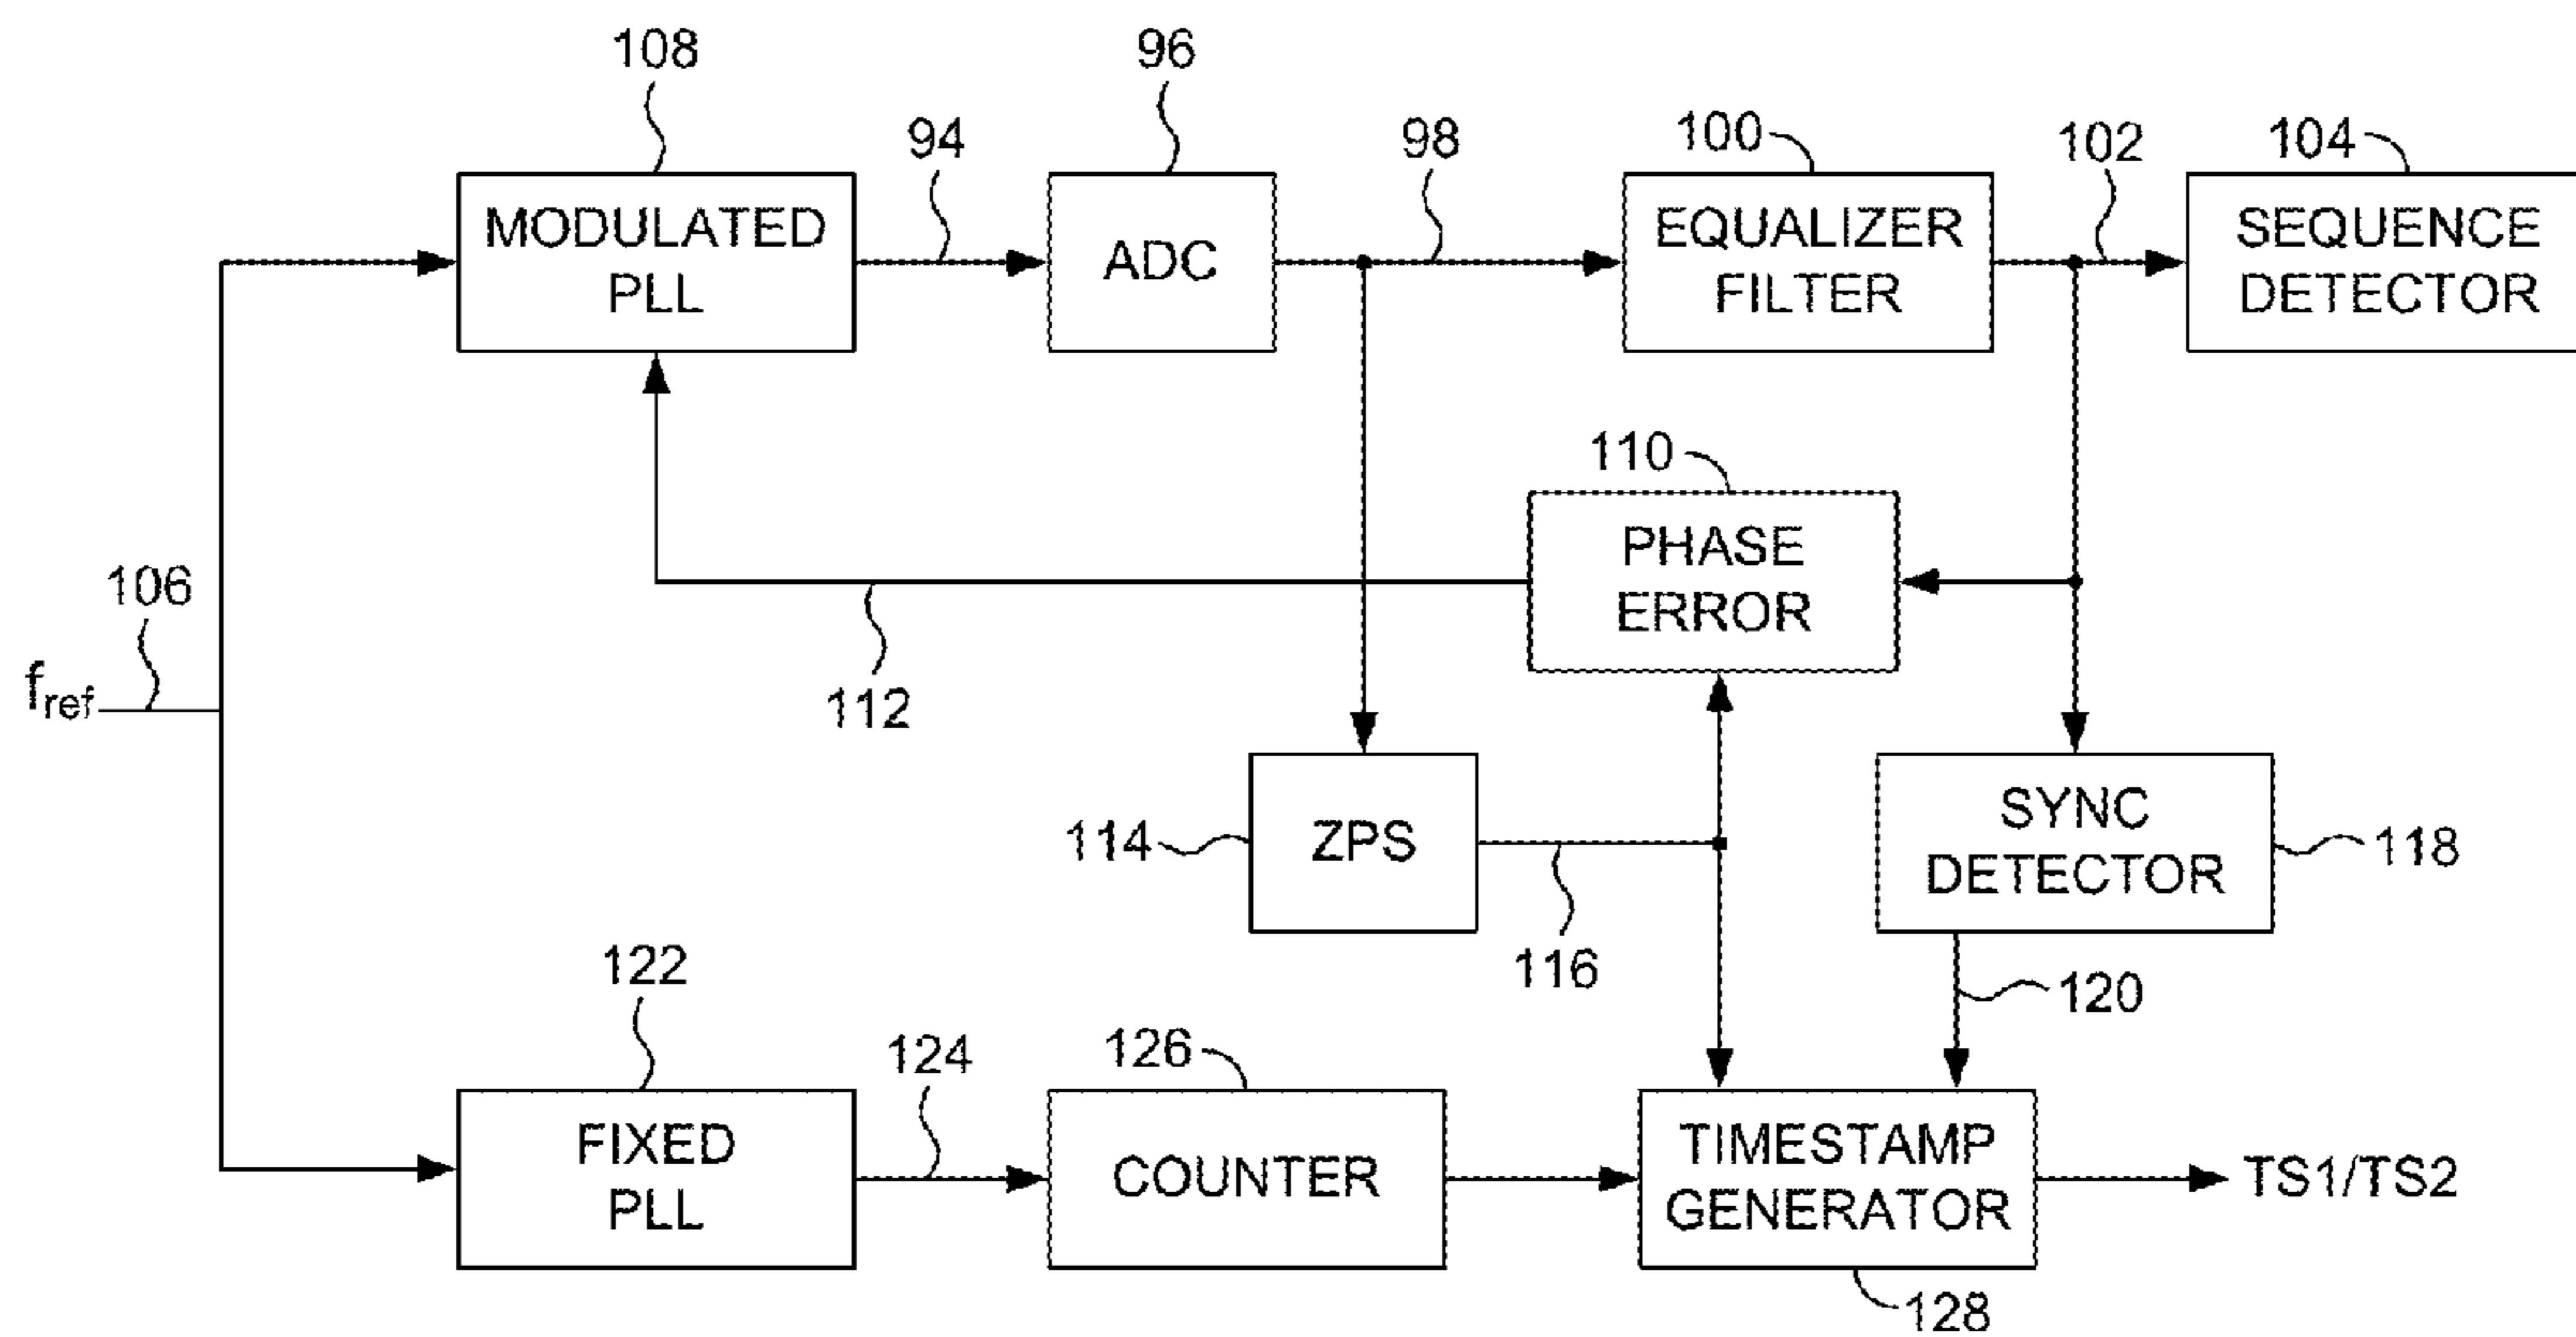 108
96
94
98
100
102
104
MODULATED
PLL
ADC
EQUALIZER
FILTER
SEQUENCE
DETECTOR
110
PHASE
ERROR
106
fref
112
114
ZPS
116
SYNC
DETECTOR
118
120
122
124
126
FIXED
PLL
COUNTER
TIMESTAMP
GENERATOR
TS1/TS2
128